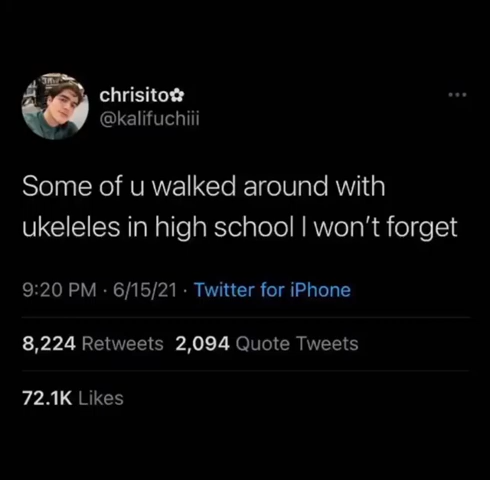 chrisito✿
@kalifuchiii
Some of u walked around with
ukeleles in high school I won't forget
9:20 PM · 6/15/21 · Twitter for iPhone
8,224 Retweets 2,094 Quote Tweets
72.1K Likes